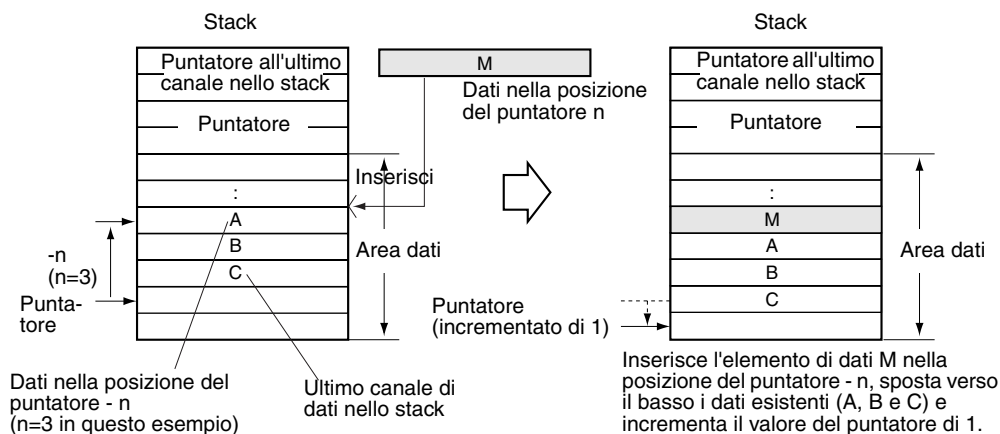 Stack
Puntatore all'ultimo
canale nello stack
Puntatore
:
A
B
C
M
Dati nella posizione
del puntatore n
Inserisci
Area dati
-n
(n=3)
Punta-
tore
Dati nella posizione del
puntatore - n
(n=3 in questo esempio)
Ultimo canale di
dati nello stack
Stack
Puntatore all'ultimo
canale nello stack
Puntatore
:
M
A
B
C
Area dati
Puntatore
(incrementato di 1)
Inserisce l'elemento di dati M nella
posizione del puntatore - n, sposta verso
il basso i dati esistenti (A, B e C) e
incrementa il valore del puntatore di 1.